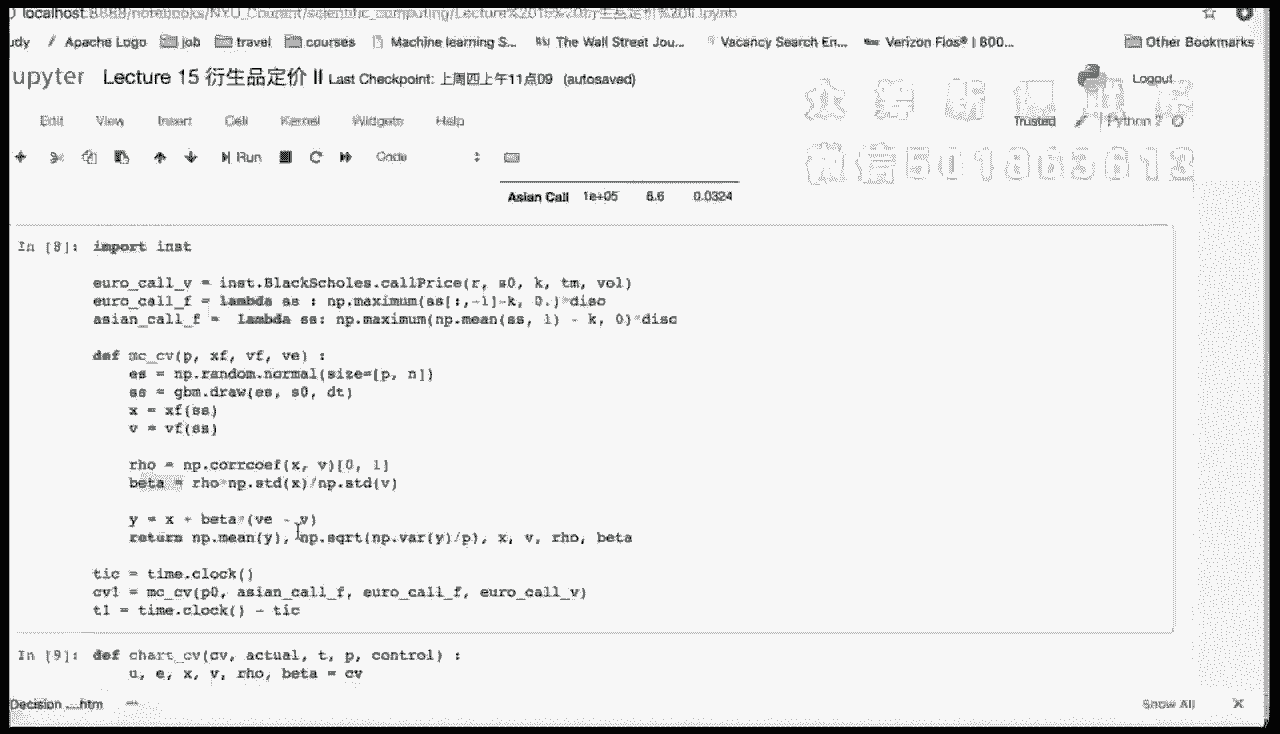 localhost:8888/notebooks/NYU_Courant/scientific_computing/Lecture%2015%20衍生品定价%20II.ipynb
Apache Logo job travel courses Machine learning S... The Wall Street Jou... Vacancy Search En... Verizon Fios® | 800... Other Bookmarks
upyter Lecture 15 衍生品定价 II Last Checkpoint: 上周四上午11点09 (autosaved) Logout
Edit View Insert Cell Kernel Widgets Help Trusted Python 2
Run Code
微信501863613
Asian Call 1e+05 6.6 0.0324
In [8]: import inst
euro_call_v = inst.BlackScholes.callPrice(r, s0, k, tm, vol)
euro_call_f = lambda ss : np.maximum(ss[:,-1]-k, 0.)*disc
asian_call_f = lambda ss: np.maximum(np.mean(ss, 1) - k, 0)*disc
def mc_cv(p, xf, vf, ve) :
es = np.random.normal(size=[p, n])
ss = gbm.draw(es, s0, dt)
x = xf(ss)
v = vf(ss)
rho = np.corrcoef(x, v)[0, 1]
beta = rho*np.std(x)/np.std(v)
y = x + beta*(ve - v)
return np.mean(y), np.sqrt(np.var(y)/p), x, v, rho, beta
tic = time.clock()
cv1 = mc_cv(p0, asian_call_f, euro_call_f, euro_call_v)
t1 = time.clock() - tic
In [9]: def chart_cv(cv, actual, t, p, control) :
u, e, x, v, rho, beta = cv
Decision ....htm Show All